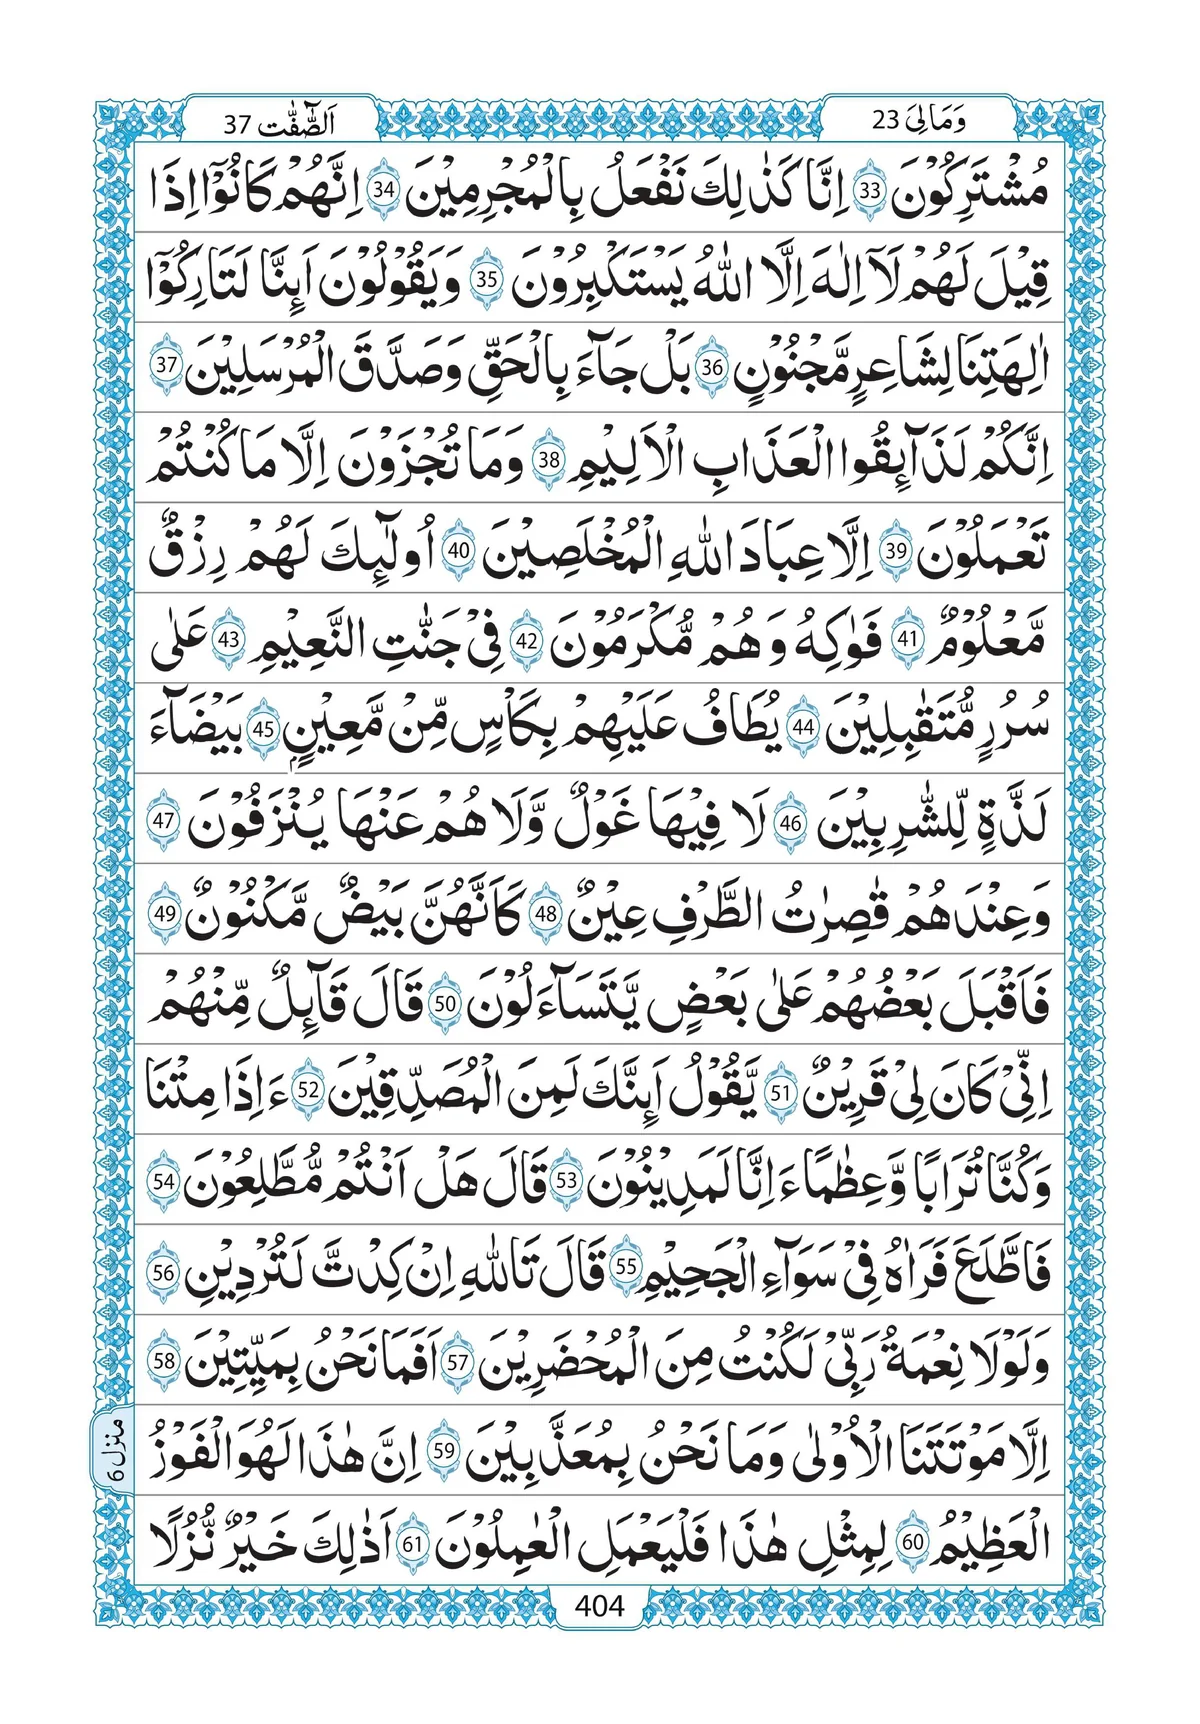 وَمَالِیَ 23
اَلصّٰٓفّٰت 37
مُشْتَرِكُوْنَ 33 اِنَّا كَذٰلِكَ نَفْعَلُ بِالْمُجْرِمِيْنَ 34 اِنَّهُمْ كَانُوْۤا اِذَا
قِيْلَ لَهُمْ لَاۤ اِلٰهَ اِلَّا اللّٰهُ يَسْتَكْبِرُوْنَ 35 وَيَقُوْلُوْنَ اَىِٕنَّا لَتَارِكُوْۤا
اٰلِهَتِنَا لِشَاعِرٍ مَّجْنُوْنٍ 36 بَلْ جَآءَ بِالْحَقِّ وَصَدَّقَ الْمُرْسَلِيْنَ 37
اِنَّكُمْ لَذَآىِٕقُوا الْعَذَابِ الْاَلِيْمِ 38 وَمَا تُجْزَوْنَ اِلَّا مَا كُنْتُمْ
تَعْمَلُوْنَ 39 اِلَّا عِبَادَ اللّٰهِ الْمُخْلَصِيْنَ 40 اُولٰٓىِٕكَ لَهُمْ رِزْقٌ
مَّعْلُوْمٌ 41 فَوَاكِهُ وَهُمْ مُّكْرَمُوْنَ 42 فِيْ جَنّٰتِ النَّعِيْمِ 43 عَلٰى
سُرُرٍ مُّتَقٰبِلِيْنَ 44 يُطَافُ عَلَيْهِمْ بِكَاْسٍ مِّنْ مَّعِيْنٍۭ 45 بَيْضَآءَ
لَذَّةٍ لِّلشّٰرِبِيْنَ 46 لَا فِيْهَا غَوْلٌ وَّلَا هُمْ عَنْهَا يُنْزَفُوْنَ 47
وَعِنْدَهُمْ قٰصِرٰتُ الطَّرْفِ عِيْنٌ 48 كَاَنَّهُنَّ بَيْضٌ مَّكْنُوْنٌ 49
فَاَقْبَلَ بَعْضُهُمْ عَلٰى بَعْضٍ يَّتَسَآءَلُوْنَ 50 قَالَ قَآىِٕلٌ مِّنْهُمْ
اِنِّيْ كَانَ لِيْ قَرِيْنٌ 51 يَّقُوْلُ اَىِٕنَّكَ لَمِنَ الْمُصَدِّقِيْنَ 52 ءَاِذَا مِتْنَا
وَكُنَّا تُرَابًا وَّعِظَامًا ءَاِنَّا لَمَدِيْنُوْنَ 53 قَالَ هَلْ اَنْتُمْ مُّطَّلِعُوْنَ 54
فَاطَّلَعَ فَرَاٰهُ فِيْ سَوَآءِ الْجَحِيْمِ 55 قَالَ تَاللّٰهِ اِنْ كِدْتَّ لَتُرْدِيْنِ 56
وَلَوْلَا نِعْمَةُ رَبِّيْ لَكُنْتُ مِنَ الْمُحْضَرِيْنَ 57 اَفَمَا نَحْنُ بِمَيِّتِيْنَ 58
اِلَّا مَوْتَتَنَا الْاُوْلٰى وَمَا نَحْنُ بِمُعَذَّبِيْنَ 59 اِنَّ هٰذَا لَهُوَ الْفَوْزُ
الْعَظِيْمُ 60 لِمِثْلِ هٰذَا فَلْيَعْمَلِ الْعٰمِلُوْنَ 61 اَذٰلِكَ خَيْرٌ نُّزُلًا
منزل 6
404